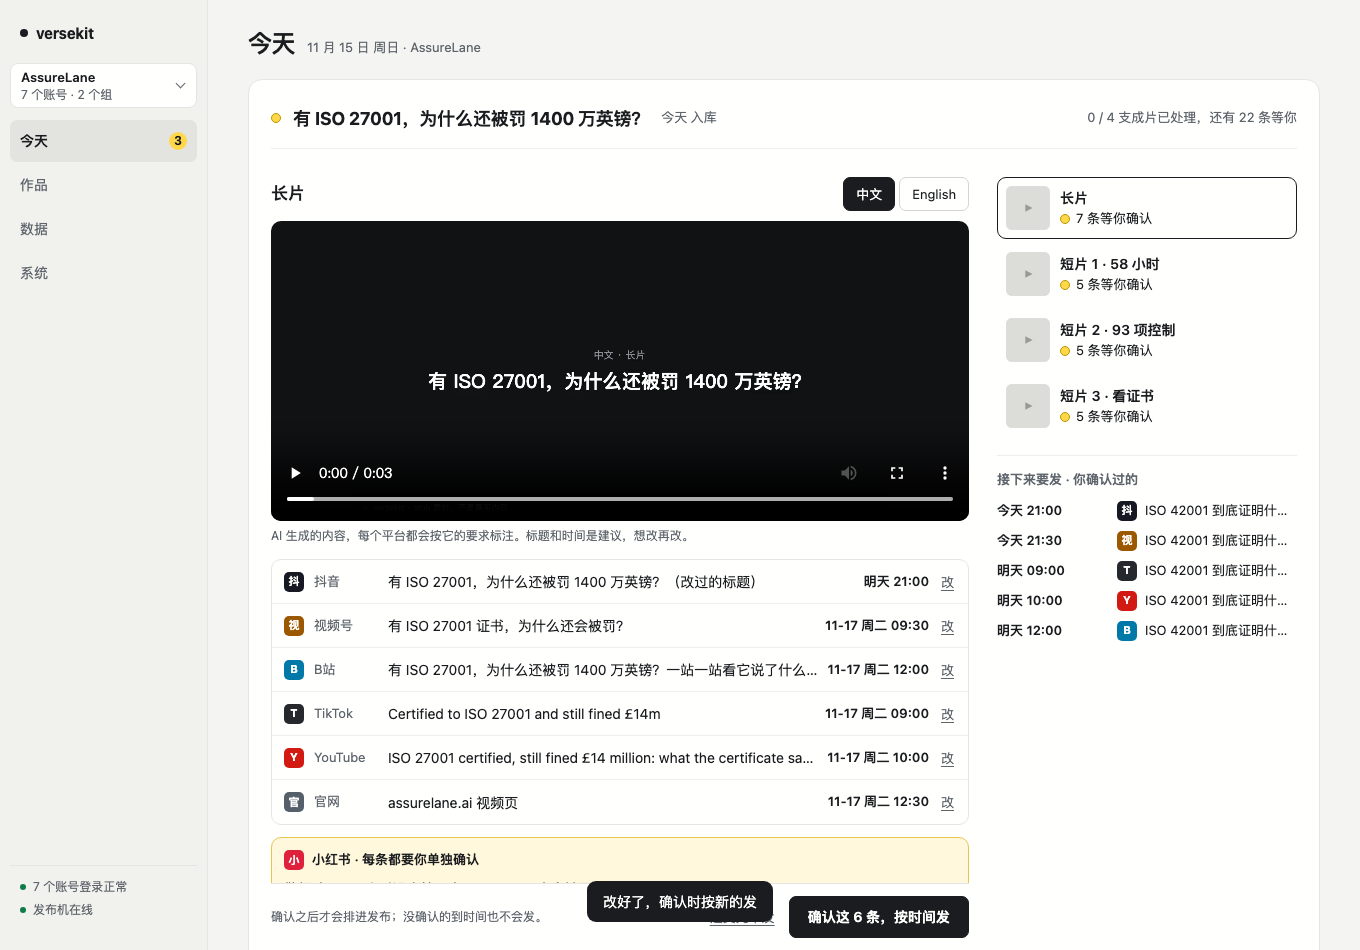 versekit
AssureLane
7 个账号 · 2 个组
今天
3
作品
数据
系统
7 个账号登录正常
发布机在线
今天 11 月 15 日 周日 · AssureLane
有 ISO 27001，为什么还被罚 1400 万英镑？ 今天 入库
0 / 4 支成片已处理，还有 22 条等你
长片
中文 English
中文 · 长片
有 ISO 27001，为什么还被罚 1400 万英镑？
0:00 / 0:03
AI 生成的内容，每个平台都会按它的要求标注。标题和时间是建议，想改再改。
抖 抖音 有 ISO 27001，为什么还被罚 1400 万英镑？（改过的标题） 明天 21:00 改
视 视频号 有 ISO 27001 证书，为什么还会被罚？ 11-17 周二 09:30 改
B B站 有 ISO 27001，为什么还被罚 1400 万英镑？一站一站看它说了什么... 11-17 周二 12:00 改
T TikTok Certified to ISO 27001 and still fined £14m 11-17 周二 09:00 改
Y YouTube ISO 27001 certified, still fined £14 million: what the certificate sa... 11-17 周二 10:00 改
官 官网 assurelane.ai 视频页 11-17 周二 12:30 改
小 小红书 · 每条都要你单独确认
确认之后才会排进发布；没确认的到时间也不会发。
改好了，确认时按新的发
确认这 6 条，按时间发
长片
7 条等你确认
短片 1 · 58 小时
5 条等你确认
短片 2 · 93 项控制
5 条等你确认
短片 3 · 看证书
5 条等你确认
接下来要发 · 你确认过的
今天 21:00 抖 ISO 42001 到底证明什...
今天 21:30 视 ISO 42001 到底证明什...
明天 09:00 T ISO 42001 到底证明什...
明天 10:00 Y ISO 42001 到底证明什...
明天 12:00 B ISO 42001 到底证明什...